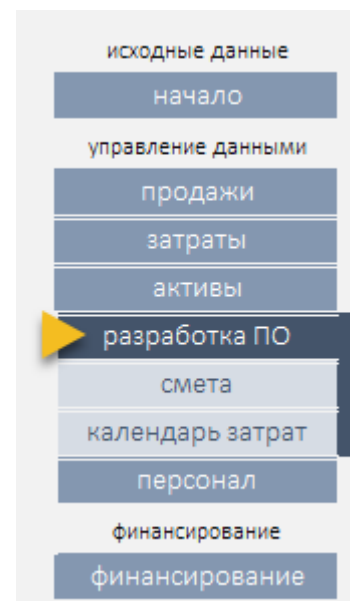 исходные данные
начало
управление данными
продажи
затраты
активы
разработка ПО
смета
календарь затрат
персонал
финансирование
финансирование